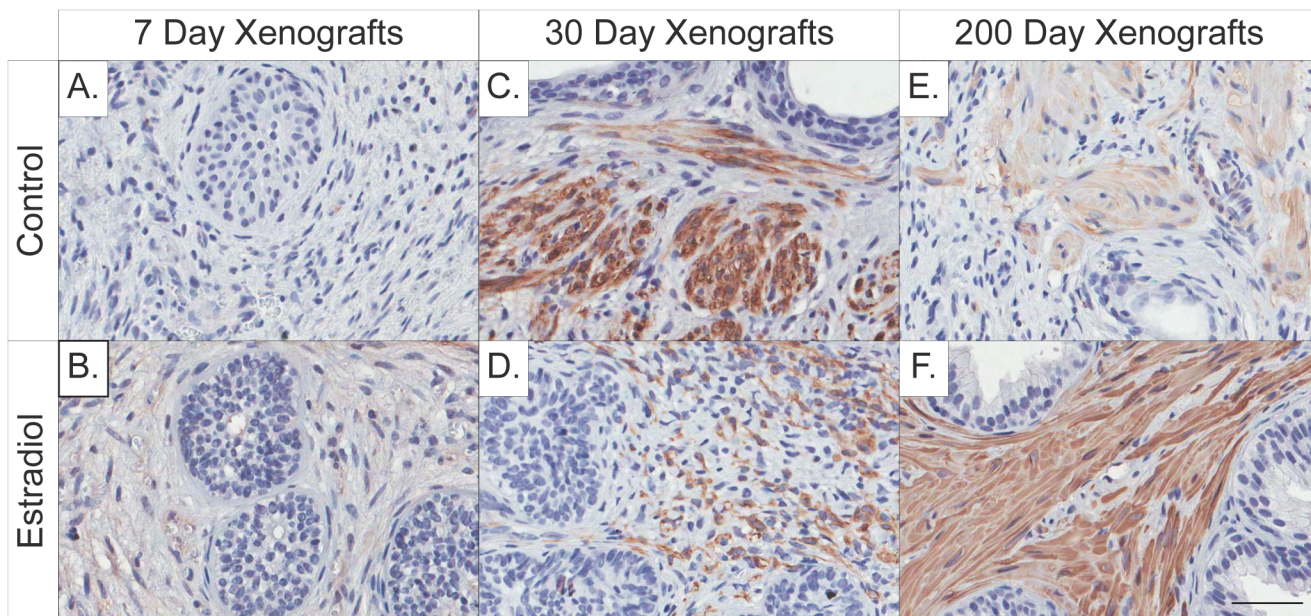 7 Day Xenografts
30 Day Xenografts
200 Day Xenografts
Control
A.
C.
E.
Estradiol
B.
D.
F.